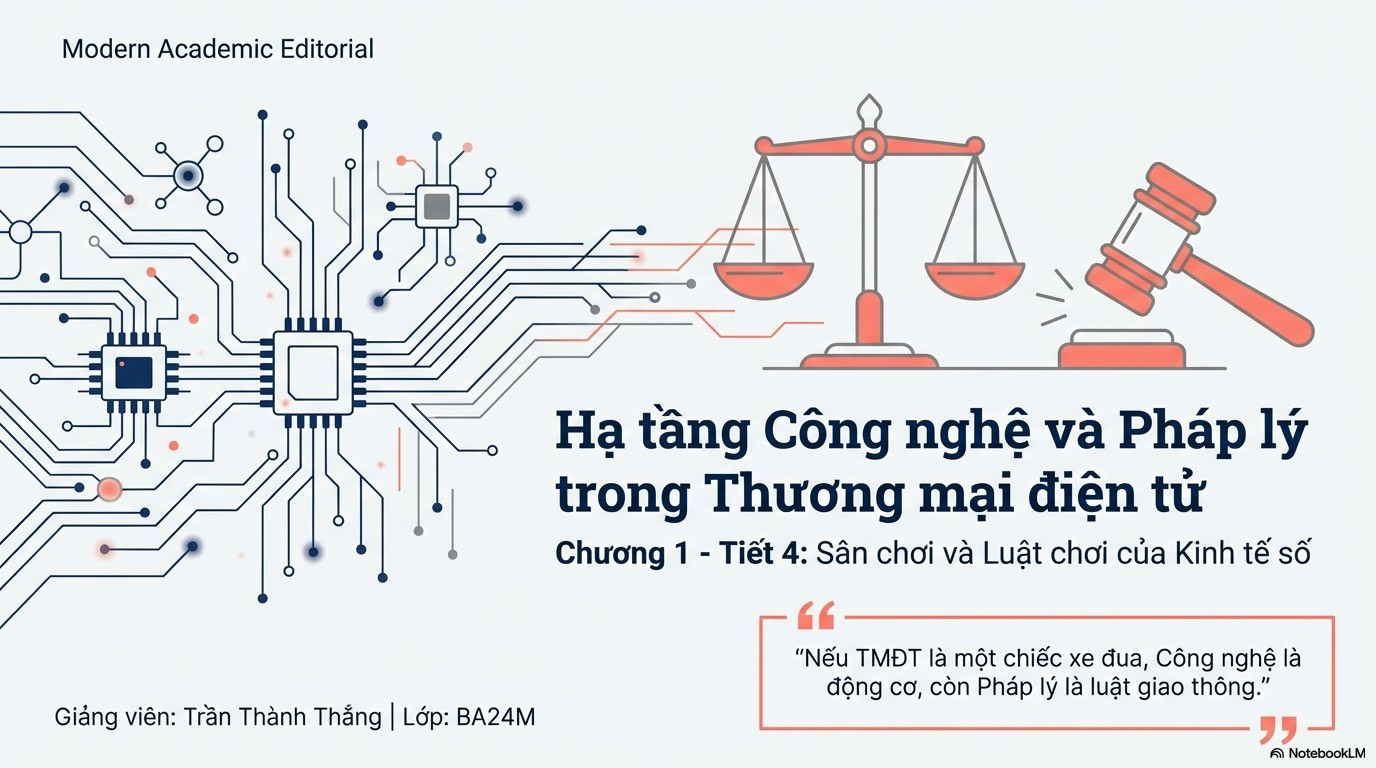 Modern Academic Editorial
Hạ tầng Công nghệ và Pháp lý
trong Thương mại điện tử
Chương 1 - Tiết 4: Sân chơi và Luật chơi của Kinh tế số
“Nếu TMĐT là một chiếc xe đua, Công nghệ là
động cơ, còn Pháp lý là luật giao thông.”
Giảng viên: Trần Thành Thắng | Lớp: BA24M
NotebookLM